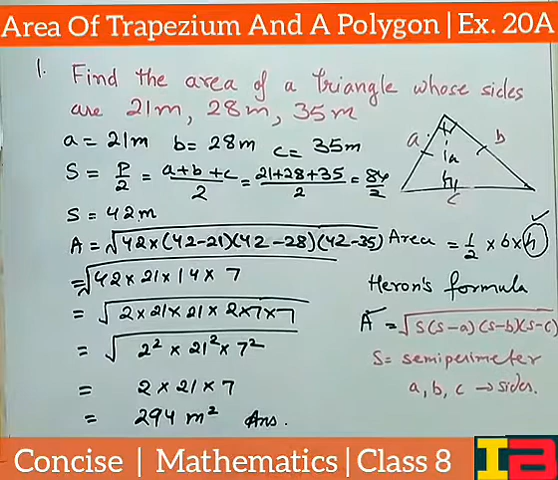 Area Of Trapezium And A Polygon | Ex. 20A
1. Find the area of a triangle whose sides
are 21m, 28m, 35m
a = 21m b = 28m c = 35m
S = P/2 = a+b+c/2 = 21+28+35/2 = 84/2
S = 42m
A = √42×(42-21)(42-28)(42-35)
= √42×21×14×7
= √2×21×21×2×7×7
= √2²×21²×7²
= 2×21×7
= 294 m² Ans.
a b
c
Area = 1/2 × b × h
Heron's formula
A = √S(S-a)(S-b)(S-c)
S = semiperimeter
a, b, c → sides.
Concise | Mathematics | Class 8